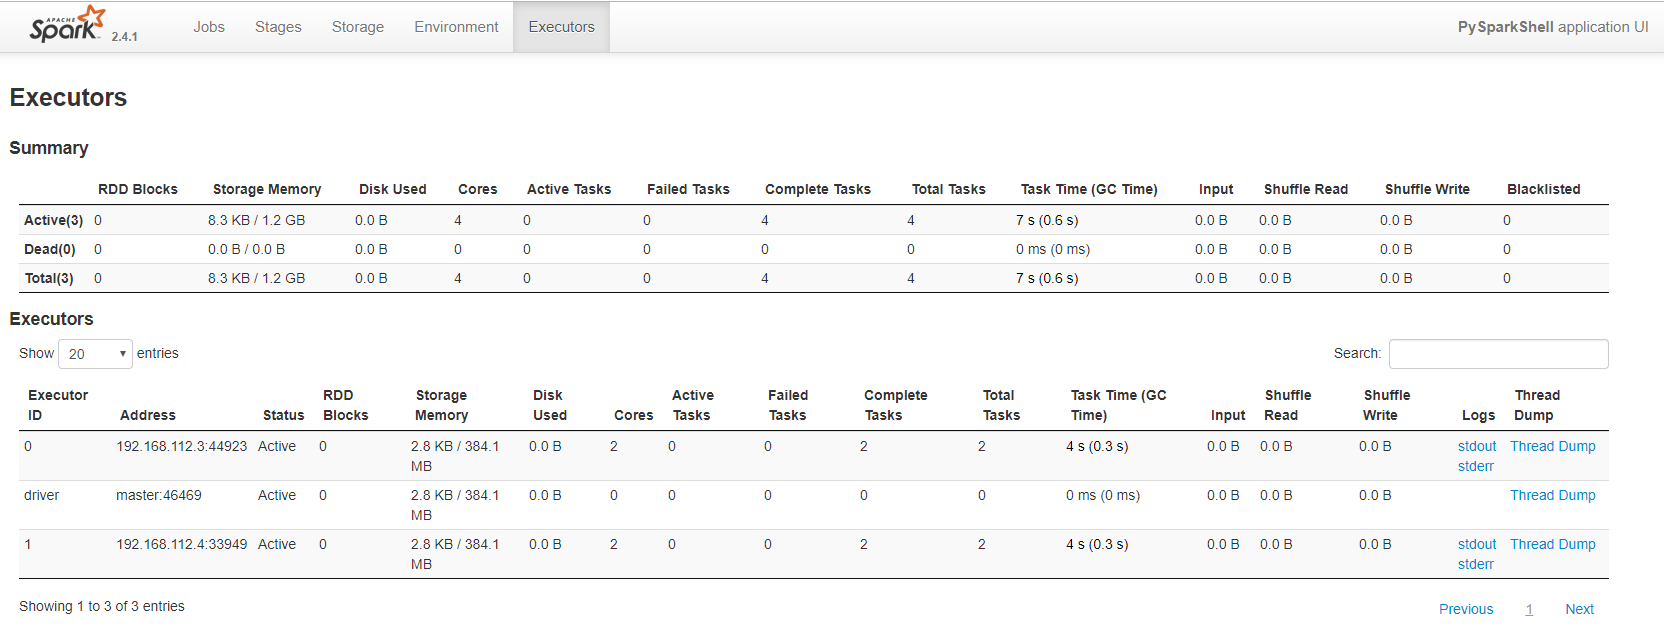 APACHE
Spark 2.4.1 Jobs Stages Storage Environment Executors PySparkShell application UI
Executors
Summary
RDD Blocks Storage Memory Disk Used Cores Active Tasks Failed Tasks Complete Tasks Total Tasks Task Time (GC Time) Input Shuffle Read Shuffle Write Blacklisted
Active(3) 0 8.3 KB / 1.2 GB 0.0 B 4 0 0 4 4 7 s (0.6 s) 0.0 B 0.0 B 0.0 B 0
Dead(0) 0 0.0 B / 0.0 B 0.0 B 0 0 0 0 0 0 ms (0 ms) 0.0 B 0.0 B 0.0 B 0
Total(3) 0 8.3 KB / 1.2 GB 0.0 B 4 0 0 4 4 7 s (0.6 s) 0.0 B 0.0 B 0.0 B 0
Executors
Show 20 entries Search:
Executor RDD Storage Disk Active Failed Complete Total Task Time (GC Shuffle Shuffle Thread
ID Address Status Blocks Memory Used Cores Tasks Tasks Tasks Tasks Time) Input Read Write Logs Dump
0 192.168.112.3:44923 Active 0 2.8 KB / 384.1 0.0 B 2 0 0 2 2 4 s (0.3 s) 0.0 B 0.0 B 0.0 B stdout Thread Dump
MB stderr
driver master:46469 Active 0 2.8 KB / 384.1 0.0 B 0 0 0 0 0 0 ms (0 ms) 0.0 B 0.0 B 0.0 B Thread Dump
MB
1 192.168.112.4:33949 Active 0 2.8 KB / 384.1 0.0 B 2 0 0 2 2 4 s (0.3 s) 0.0 B 0.0 B 0.0 B stdout Thread Dump
MB stderr
Showing 1 to 3 of 3 entries Previous 1 Next